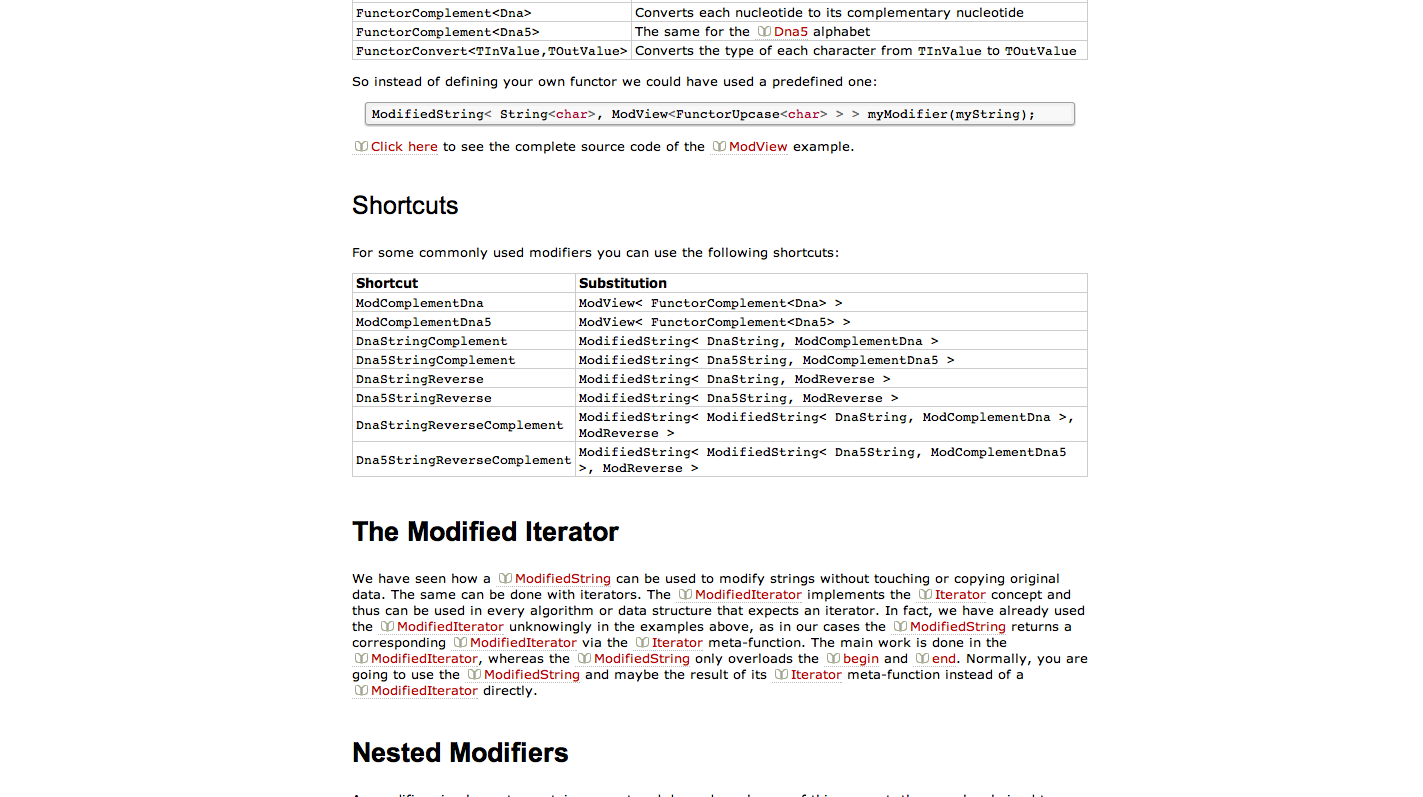 FunctorComplement<Dna> Converts each nucleotide to its complementary nucleotide
FunctorComplement<Dna5> The same for the Dna5 alphabet
FunctorConvert<TInValue,TOutValue> Converts the type of each character from TInValue to TOutValue
So instead of defining your own functor we could have used a predefined one:
ModifiedString< String<char>, ModView<FunctorUpcase<char> > > myModifier(myString);
Click here to see the complete source code of the ModView example.
Shortcuts
For some commonly used modifiers you can use the following shortcuts:
Shortcut Substitution
ModComplementDna ModView< FunctorComplement<Dna> >
ModComplementDna5 ModView< FunctorComplement<Dna5> >
DnaStringComplement ModifiedString< DnaString, ModComplementDna >
Dna5StringComplement ModifiedString< Dna5String, ModComplementDna5 >
DnaStringReverse ModifiedString< DnaString, ModReverse >
Dna5StringReverse ModifiedString< Dna5String, ModReverse >
DnaStringReverseComplement ModifiedString< ModifiedString< DnaString, ModComplementDna >,
ModReverse >
Dna5StringReverseComplement ModifiedString< ModifiedString< Dna5String, ModComplementDna5
>, ModReverse >
The Modified Iterator
We have seen how a ModifiedString can be used to modify strings without touching or copying original
data. The same can be done with iterators. The ModifiedIterator implements the Iterator concept and
thus can be used in every algorithm or data structure that expects an iterator. In fact, we have already used
the ModifiedIterator unknowingly in the examples above, as in our cases the ModifiedString returns a
corresponding ModifiedIterator via the Iterator meta-function. The main work is done in the
ModifiedIterator, whereas the ModifiedString only overloads the begin and end. Normally, you are
going to use the ModifiedString and maybe the result of its Iterator meta-function instead of a
ModifiedIterator directly.
Nested Modifiers